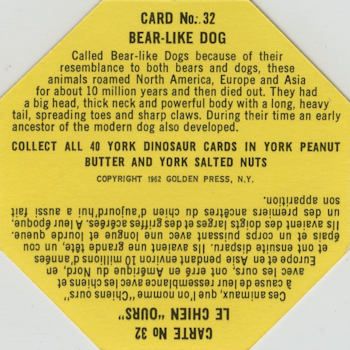 CARD No. 32
BEAR-LIKE DOG
Called Bear-like Dogs because of their
resemblance to both bears and dogs, these
animals roamed North America, Europe and Asia
for about 10 million years and then died out. They had
a big head, thick neck and powerful body with a long, heavy
tail, spreading toes and sharp claws. During their time an early
ancestor of the modern dog also developed.
COLLECT ALL 40 YORK DINOSAUR CARDS IN YORK PEANUT
BUTTER AND YORK SALTED NUTS
COPYRIGHT 1962 GOLDEN PRESS, N.Y.
CARTE No 32
LE CHIEN "OURS"
Ces animaux, que l'on nomme "Chiens Ours"
à cause de leur ressemblance avec les chiens et
avec les ours, ont erré en Amérique du Nord, en
Europe et en Asie pendant environ 10 millions d'années
et ont ensuite disparu. Ils avaient une grande tête, un cou
épais et un corps puissant avec une longue et lourde queue.
Ils avaient des doigts larges et des griffes acérées. A leur époque,
un des premiers ancêtres du chien d'aujourd'hui a aussi fait
son apparition.